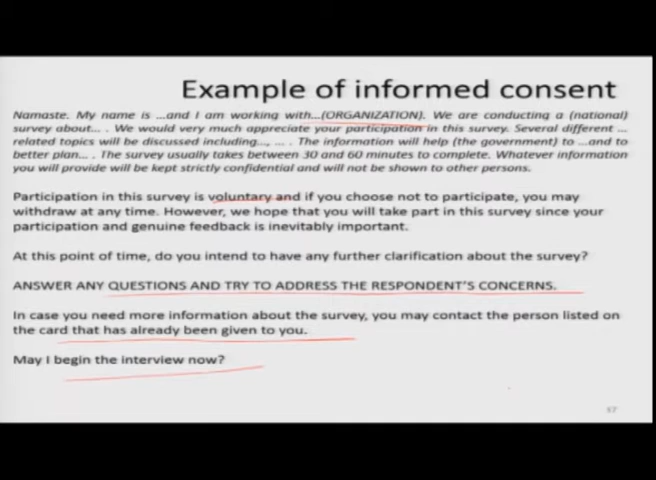 Example of informed consent
Namaste. My name is ...and I am working with...(ORGANIZATION). We are conducting a (national)
survey about... . We would very much appreciate your participation in this survey. Several different ...
related topics will be discussed including..., ... . The information will help (the government) to ...and to
better plan... . The survey usually takes between 30 and 60 minutes to complete. Whatever information
you will provide will be kept strictly confidential and will not be shown to other persons.
Participation in this survey is voluntary and if you choose not to participate, you may
withdraw at any time. However, we hope that you will take part in this survey since your
participation and genuine feedback is inevitably important.
At this point of time, do you intend to have any further clarification about the survey?
ANSWER ANY QUESTIONS AND TRY TO ADDRESS THE RESPONDENT'S CONCERNS.
In case you need more information about the survey, you may contact the person listed on
the card that has already been given to you.
May I begin the interview now?